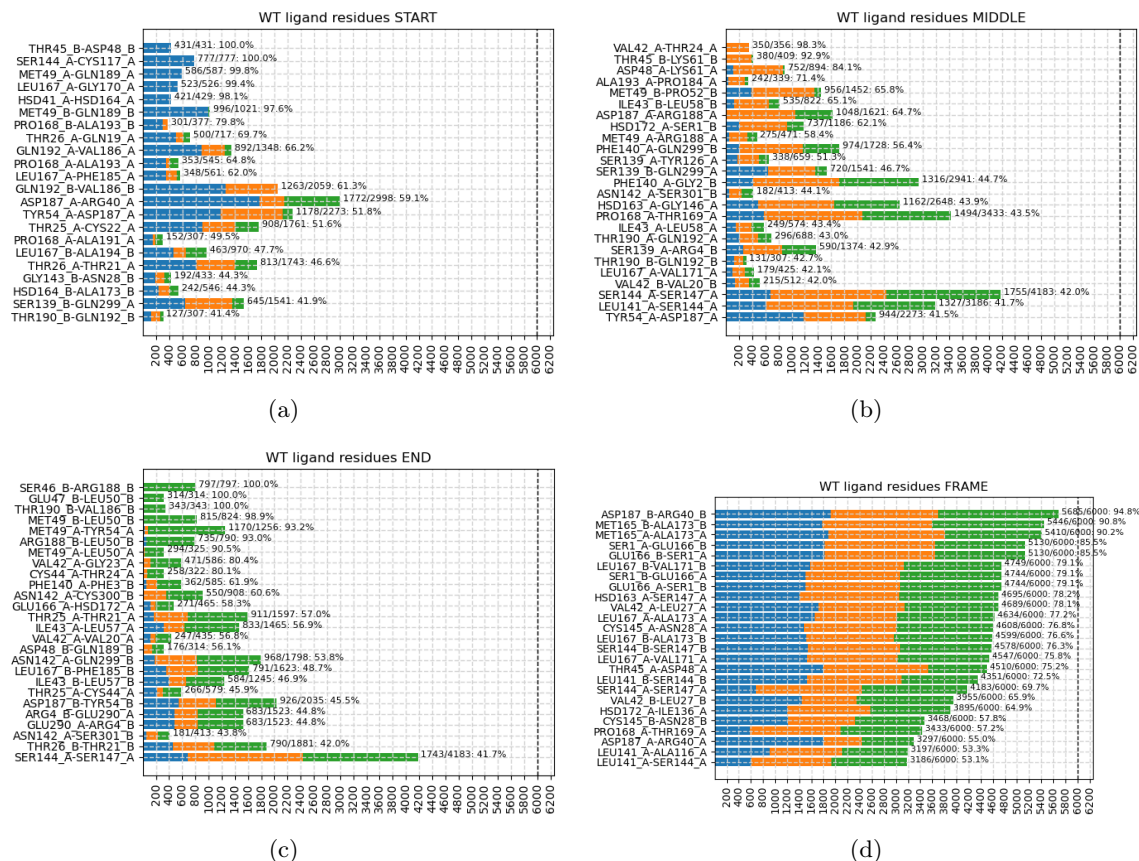 WT ligand residues START
THR45_B-ASP48_B 431/431: 100.0%
SER144_A-CYS117_A 777/777: 100.0%
MET49_A-GLN189_A 586/587: 99.8%
LEU167_A-GLY170_A 523/526: 99.4%
HSD41_A-HSD164_A 421/429: 98.1%
MET49_B-GLN189_B 996/1021: 97.6%
PRO168_B-ALA193_B 301/377: 79.8%
THR26_A-GLN19_A 500/717: 69.7%
GLN192_A-VAL186_A 892/1348: 66.2%
PRO168_A-ALA193_A 353/545: 64.8%
LEU167_A-PHE185_A 348/561: 62.0%
GLN192_B-VAL186_B 1263/2059: 61.3%
ASP187_A-ARG40_A 1772/2998: 59.1%
TYR54_A-ASP187_A 1178/2273: 51.8%
THR25_A-CYS22_A 908/1761: 51.6%
PRO168_A-ALA191_A 152/307: 49.5%
LEU167_B-ALA194_B 463/970: 47.7%
THR26_A-THR21_A 813/1743: 46.6%
GLY143_B-ASN28_B 192/433: 44.3%
HSD164_B-ALA173_B 242/546: 44.3%
SER139_B-GLN299_B 645/1541: 41.9%
THR190_B-GLN192_B 127/307: 41.4%
200 400 600 800 1000 1200 1400 1600 1800 2000 2200 2400 2600 2800 3000 3200 3400 3600 3800 4000 4200 4400 4600 4800 5000 5200 5400 5600 5800 6000 6200
(a)
WT ligand residues MIDDLE
VAL42_A-THR24_A 350/356: 98.3%
THR45_B-LYS61_B 380/409: 92.9%
ASP48_A-LYS61_A 752/894: 84.1%
ALA193_A-PRO184_A 242/339: 71.4%
MET49_B-PRO52_B 956/1452: 65.8%
ILE43_B-LEU58_B 535/822: 65.1%
ASP187_A-ARG188_A 1048/1621: 64.7%
HSD172_A-SER1_B 737/1186: 62.1%
MET49_A-ARG188_A 275/471: 58.4%
PHE140_A-GLN299_B 974/1728: 56.4%
SER139_A-TYR126_A 338/659: 51.3%
SER139_B-GLN299_A 720/1541: 46.7%
PHE140_A-GLY2_B 1316/2941: 44.7%
ASN142_A-SER301_B 182/413: 44.1%
HSD163_A-GLY146_A 1162/2648: 43.9%
PRO168_A-THR169_A 1494/3433: 43.5%
ILE43_A-LEU58_A 249/574: 43.4%
THR190_A-GLN192_A 296/688: 43.0%
SER139_A-ARG4_B 590/1374: 42.9%
THR190_B-GLN192_B 131/307: 42.7%
LEU167_A-VAL171_A 179/425: 42.1%
VAL42_B-VAL20_B 215/512: 42.0%
SER144_A-SER147_A 1755/4183: 42.0%
LEU141_A-SER144_A 1327/3186: 41.7%
TYR54_A-ASP187_A 944/2273: 41.5%
200 400 600 800 1000 1200 1400 1600 1800 2000 2200 2400 2600 2800 3000 3200 3400 3600 3800 4000 4200 4400 4600 4800 5000 5200 5400 5600 5800 6000 6200
(b)
WT ligand residues END
SER46_B-ARG188_B 797/797: 100.0%
GLU47_B-LEU50_B 314/314: 100.0%
THR190_B-VAL186_B 343/343: 100.0%
MET49_B-LEU50_B 815/824: 98.9%
MET49_A-TYR54_A 1170/1256: 93.2%
ARG188_B-LEU50_B 735/790: 93.0%
MET49_A-LEU50_A 294/325: 90.5%
VAL42_A-GLY23_A 471/586: 80.4%
CYS44_A-THR24_A 258/322: 80.1%
PHE140_A-PHE3_B 362/585: 61.9%
ASN142_A-CYS300_B 550/908: 60.6%
GLU166_A-HSD172_A 271/465: 58.3%
THR25_A-THR21_A 911/1597: 57.0%
ILE43_A-LEU57_A 833/1465: 56.9%
VAL42_A-VAL20_A 247/435: 56.8%
ASP48_B-GLN189_B 176/314: 56.1%
ASN142_A-GLN299_B 968/1798: 53.8%
LEU167_B-PHE185_B 791/1623: 48.7%
ILE43_B-LEU57_B 584/1245: 46.9%
THR25_A-CYS44_A 266/579: 45.9%
ASP187_B-TYR54_B 926/2035: 45.5%
ARG4_B-GLU290_A 683/1523: 44.8%
GLU290_A-ARG4_B 683/1523: 44.8%
ASN142_A-SER301_B 181/413: 43.8%
THR26_B-THR21_B 790/1881: 42.0%
SER144_A-SER147_A 1743/4183: 41.7%
200 400 600 800 1000 1200 1400 1600 1800 2000 2200 2400 2600 2800 3000 3200 3400 3600 3800 4000 4200 4400 4600 4800 5000 5200 5400 5600 5800 6000 6200
(c)
WT ligand residues FRAME
ASP187_B-ARG40_B 5685/6000: 94.8%
MET165_B-ALA173_B 5446/6000: 90.8%
MET165_A-ALA173_A 5410/6000: 90.2%
SER1_A-GLU166_B 5130/6000: 85.5%
GLU166_B-SER1_A 5130/6000: 85.5%
LEU167_B-VAL171_B 4749/6000: 79.1%
SER1_B-GLU166_A 4744/6000: 79.1%
GLU166_A-SER1_B 4744/6000: 79.1%
HSD163_A-SER147_A 4695/6000: 78.2%
VAL42_A-LEU27_A 4689/6000: 78.1%
LEU167_A-ALA173_A 4634/6000: 77.2%
CYS145_A-ASN28_A 4608/6000: 76.8%
LEU167_B-ALA173_B 4599/6000: 76.6%
SER144_B-SER147_B 4578/6000: 76.3%
LEU167_A-VAL171_A 4547/6000: 75.8%
THR45_A-ASP48_A 4510/6000: 75.2%
LEU141_B-SER144_B 4351/6000: 72.5%
SER144_A-SER147_A 4183/6000: 69.7%
VAL42_B-LEU27_B 3955/6000: 65.9%
HSD172_A-ILE136_A 3895/6000: 64.9%
CYS145_B-ASN28_B 3468/6000: 57.8%
PRO168_A-THR169_A 3433/6000: 57.2%
ASP187_A-ARG40_A 3297/6000: 55.0%
LEU141_A-ALA116_A 3197/6000: 53.3%
LEU141_A-SER144_A 3186/6000: 53.1%
200 400 600 800 1000 1200 1400 1600 1800 2000 2200 2400 2600 2800 3000 3200 3400 3600 3800 4000 4200 4400 4600 4800 5000 5200 5400 5600 5800 6000 6200
(d)